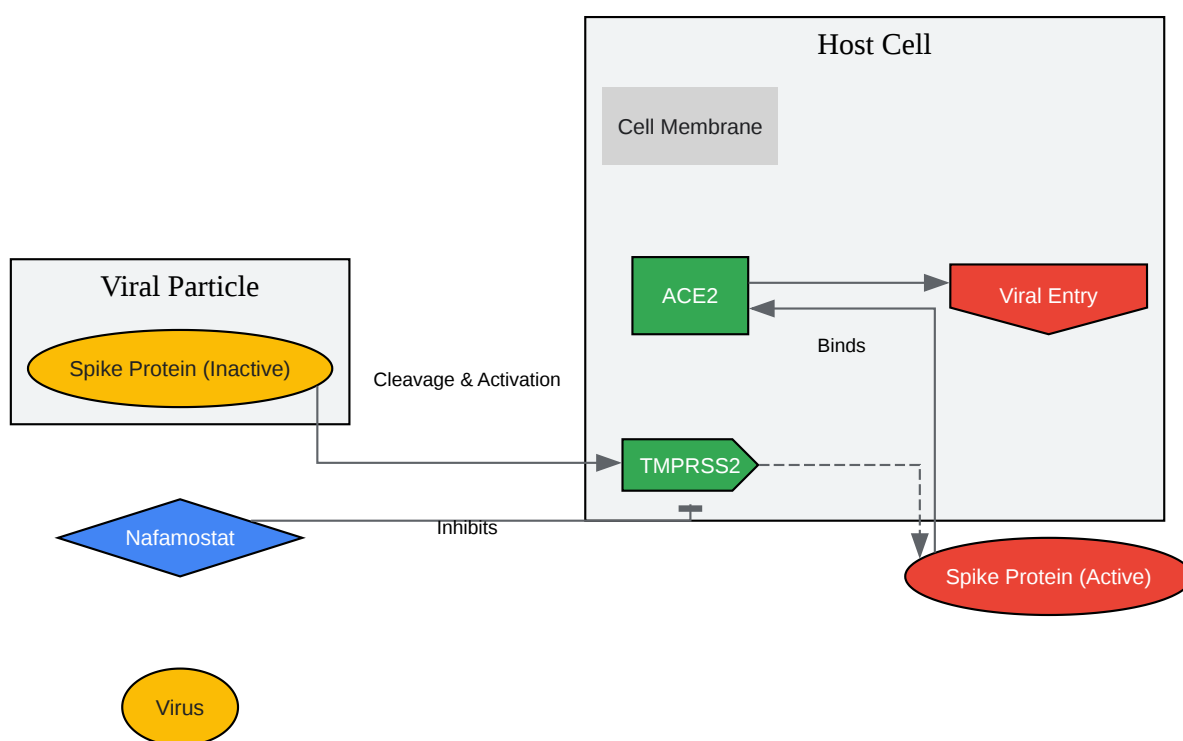 Host Cell
Cell Membrane
Viral Particle
ACE2
Viral Entry
Binds
Spike Protein (Inactive)
Cleavage & Activation
TMPRSS2
Nafamostat
Inhibits
Spike Protein (Active)
Virus